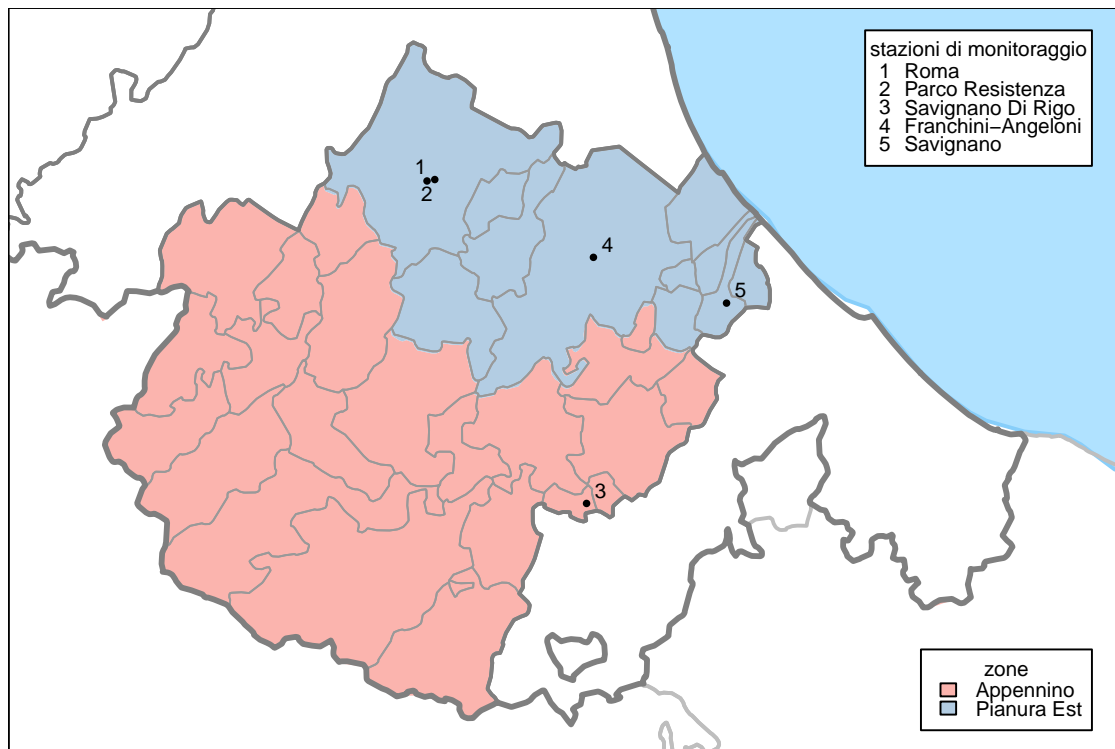 stazioni di monitoraggio
1 Roma
2 Parco Resistenza
3 Savignano Di Rigo
4 Franchini−Angeloni
5 Savignano
1
2
4
5
3
zone
Appennino
Pianura Est